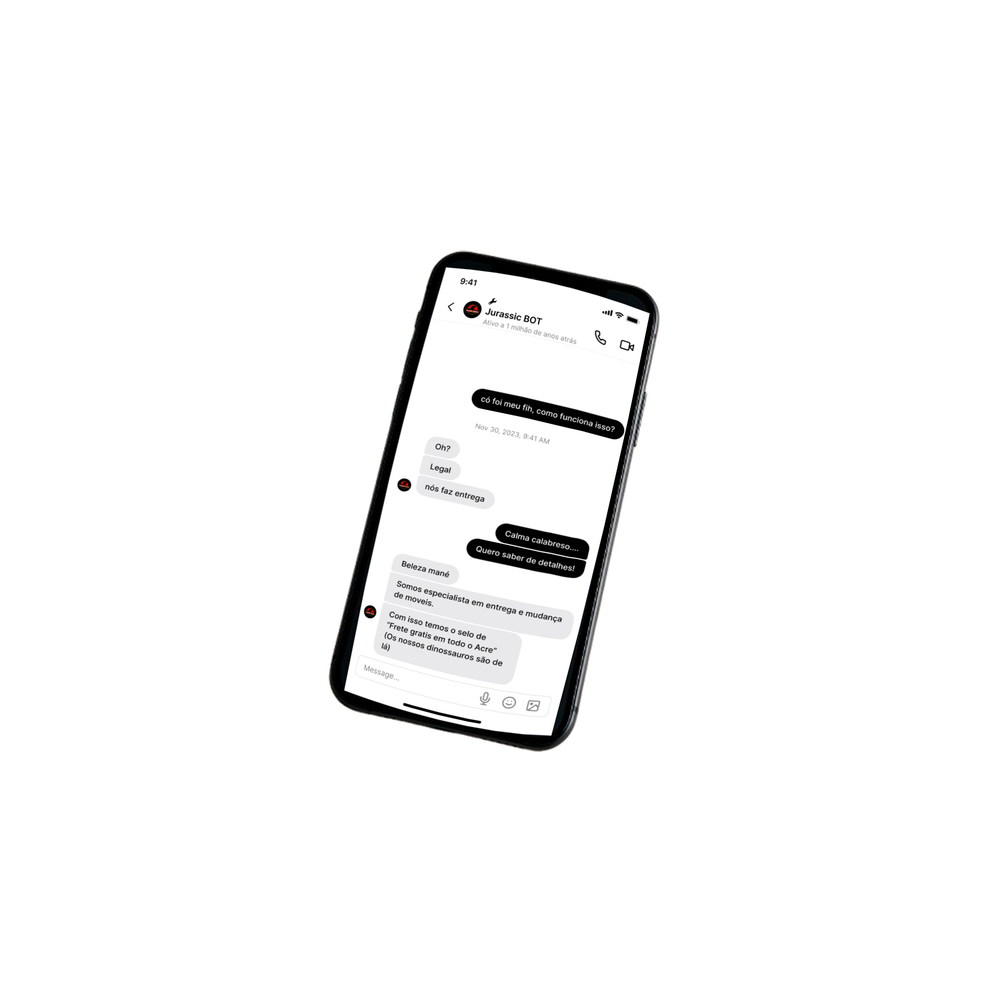 9:41
Jurassic BOT
Ativo a 1 milhão de anos atrás
có foi meu fih, como funciona isso?
Nov 30, 2023, 9:41 AM
Oh?
Legal
nós faz entrega
Calma calabreso....
Quero saber de detalhes!
Beleza mané
Somos especialista em entrega e mudança
de moveis.
Com isso temos o selo de
“Frete gratis em todo o Acre”
(Os nossos dinossauros são de
lá)
Message...